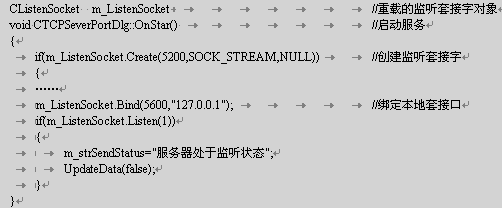 CListenSocket m_ListenSocket //重载的监听套接字对象
void CTCPSeverPortDlg::OnStar() //启动服务
{
if(m_ListenSocket.Create(5200,SOCK_STREAM,NULL)) //创建监听套接字
{
……
m_ListenSocket.Bind(5600,"127.0.0.1"); //绑定本地套接口
if(m_ListenSocket.Listen(1))
{
m_strSendStatus="服务器处于监听状态";
UpdateData(false);
}
}